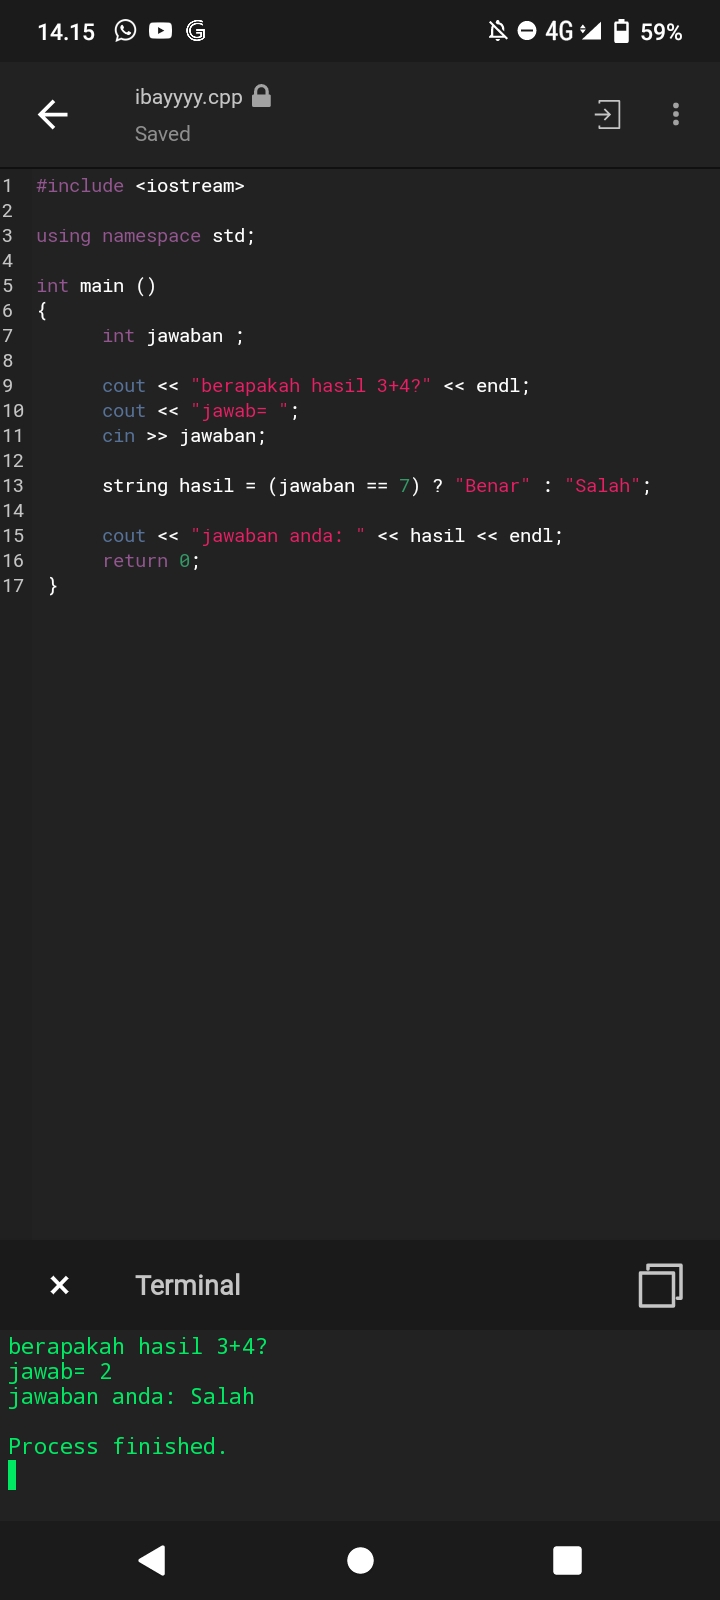 14.15 4G 59%
ibayyyy.cpp
Saved
1 #include <iostream>
2
3 using namespace std;
4
5 int main ()
6 {
7 int jawaban ;
8
9 cout << "berapakah hasil 3+4?" << endl;
10 cout << "jawab= ";
11 cin >> jawaban;
12
13 string hasil = (jawaban == 7) ? "Benar" : "Salah";
14
15 cout << "jawaban anda: " << hasil << endl;
16 return 0;
17 }
Terminal
berapakah hasil 3+4?
jawab= 2
jawaban anda: Salah
Process finished.